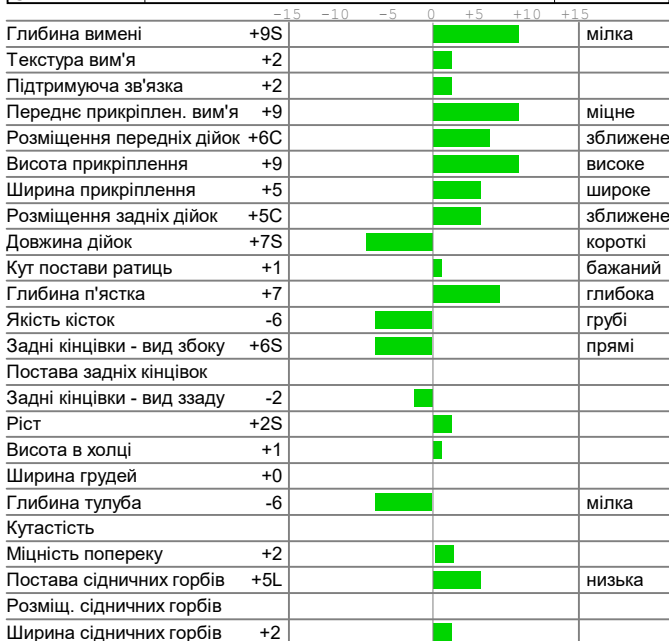 -15 -10 -5 0 +5 +10 +15
Глибина вимені +9S мілка
Текстура вим'я +2
Підтримуюча зв'язка +2
Переднє прикріплен. вим'я +9 міцне
Розміщення передніх дійок +6C зближене
Висота прикріплення +9 високе
Ширина прикріплення +5 широке
Розміщення задніх дійок +5C зближене
Довжина дійок +7S короткі
Кут постави ратиць +1 бажаний
Глибина п'ястка +7 глибока
Якість кісток -6 грубі
Задні кінцівки - вид збоку +6S прямі
Постава задніх кінцівок
Задні кінцівки - вид ззаду -2
Ріст +2S
Висота в холці +1
Ширина грудей +0
Глибина тулуба -6 мілка
Кутастість
Міцність попереку +2
Постава сідничних горбів +5L низька
Розміщ. сідничних горбів
Ширина сідничних горбів +2